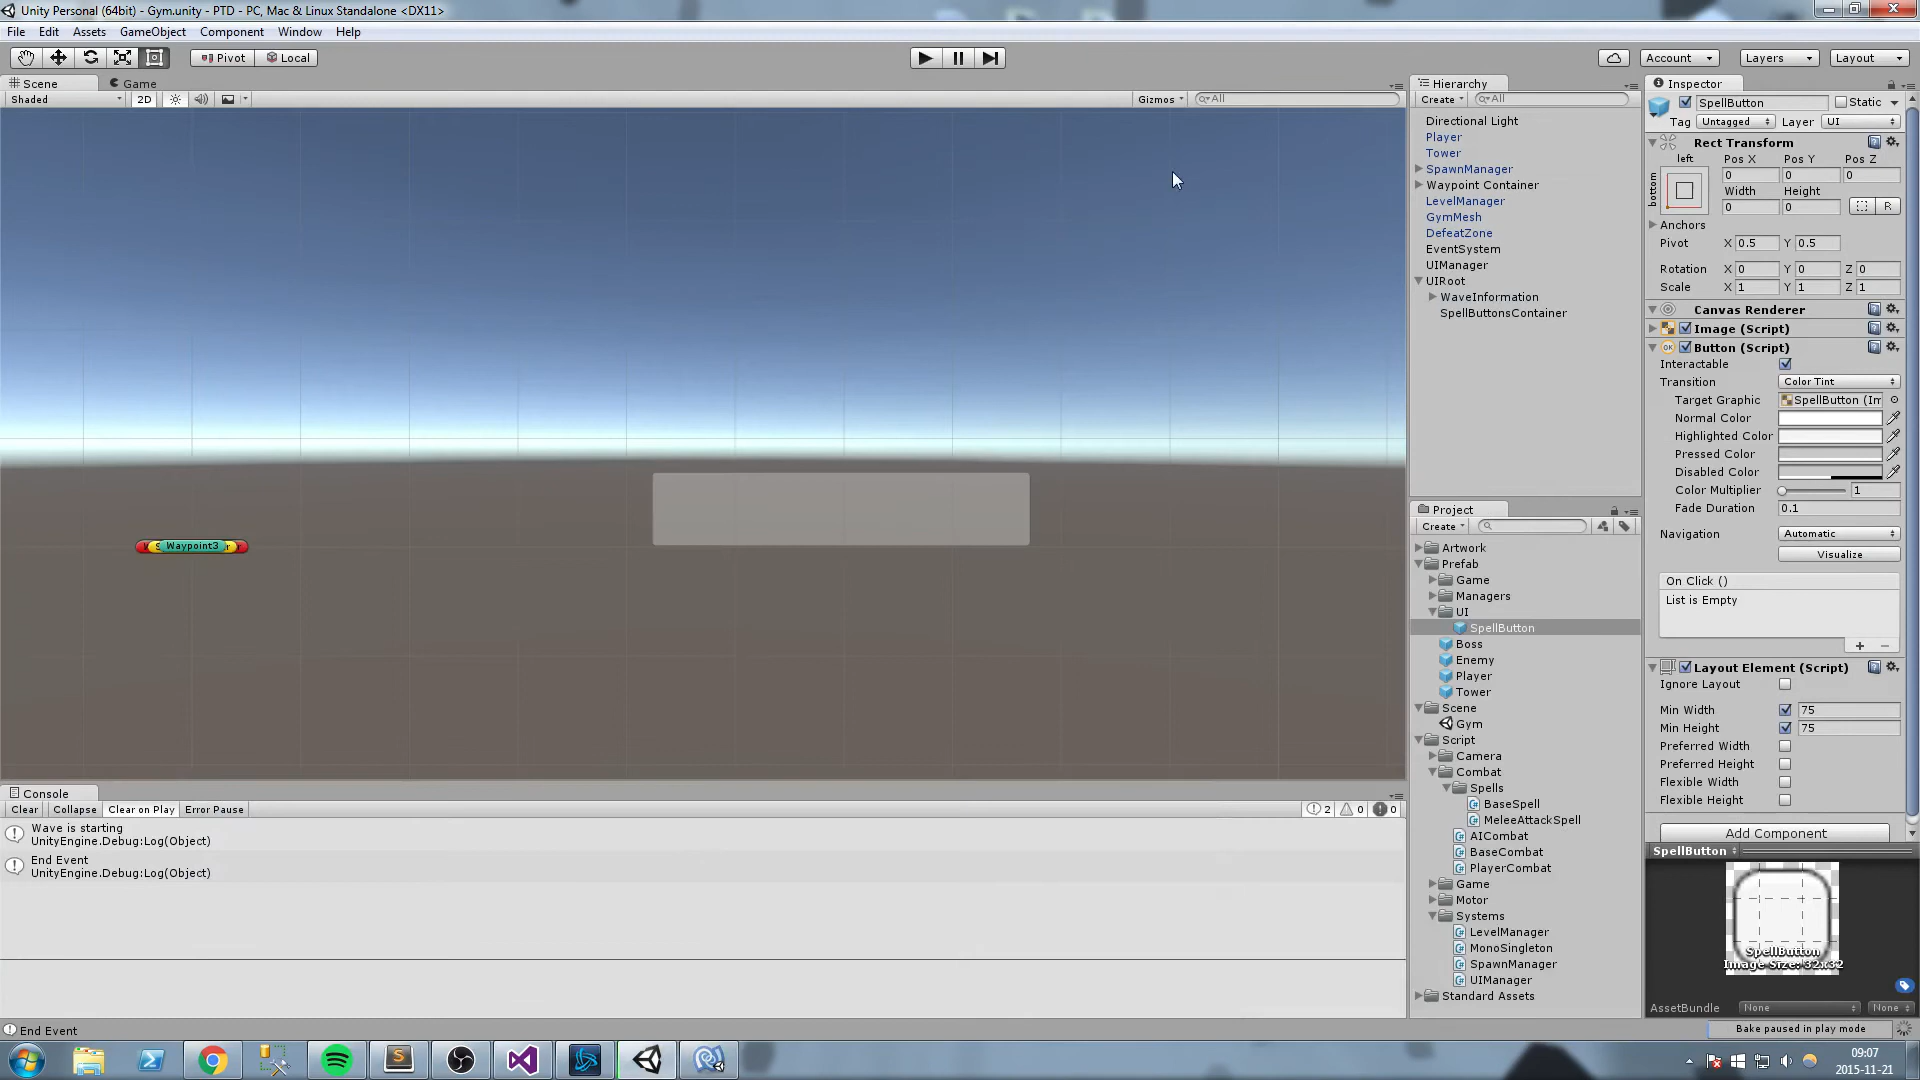 Unity Personal (64bit) - Gym.unity - PTD - PC, Mac & Linux Standalone <DX11>
File Edit Assets GameObject Component Window Help
Pivot Local Account Layers Layout
Scene Game
Shaded 2D Gizmos All
Waypoint3
Hierarchy
Create All
Directional Light
Player
Tower
SpawnManager
Waypoint Container
LevelManager
GymMesh
DefeatZone
EventSystem
UIManager
UIRoot
WaveInformation
SpellButtonsContainer
Project
Create
Artwork
Prefab
Game
Managers
UI
SpellButton
Boss
Enemy
Player
Tower
Scene
Gym
Script
Camera
Combat
Spells
BaseSpell
MeleeAttackSpell
AICombat
BaseCombat
PlayerCombat
Game
Motor
Systems
LevelManager
MonoSingleton
SpawnManager
UIManager
Standard Assets
Inspector
SpellButton Static
Tag Untagged Layer UI
Rect Transform
left Pos X Pos Y Pos Z
bottom 0 0 0
Width Height
0 0 R
Anchors
Pivot X 0.5 Y 0.5
Rotation X 0 Y 0 Z 0
Scale X 1 Y 1 Z 1
Canvas Renderer
Image (Script)
Button (Script)
Interactable
Transition Color Tint
Target Graphic SpellButton (Im
Normal Color
Highlighted Color
Pressed Color
Disabled Color
Color Multiplier 1
Fade Duration 0.1
Navigation Automatic
Visualize
On Click ()
List is Empty
+ -
Layout Element (Script)
Ignore Layout
Min Width 75
Min Height 75
Preferred Width
Preferred Height
Flexible Width
Flexible Height
Add Component
SpellButton
SpellButton
Image Size: 32x32
AssetBundle None None
Bake paused in play mode
Console
Clear Collapse Clear on Play Error Pause 2 0 0
Wave is starting
UnityEngine.Debug:Log(Object)
End Event
UnityEngine.Debug:Log(Object)
End Event
09:07
2015-11-21